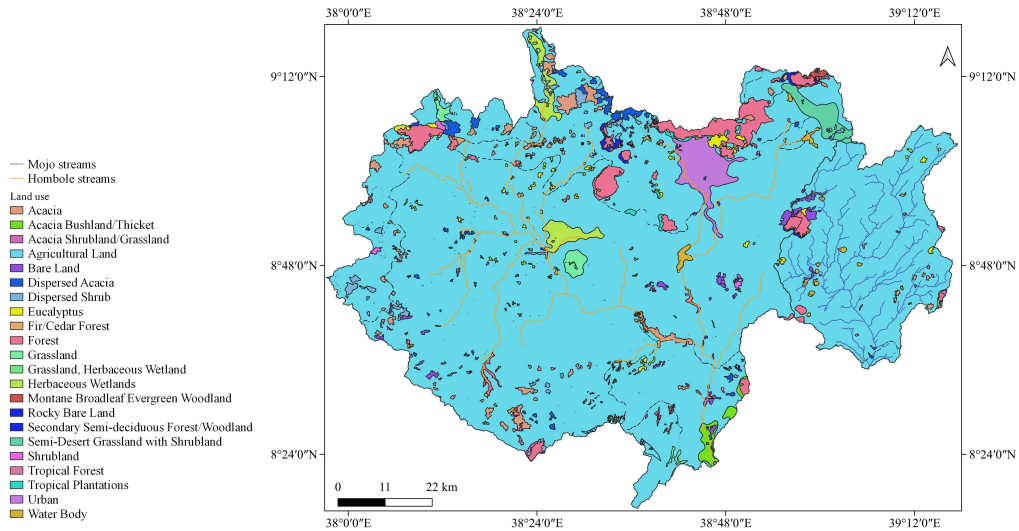 38°0′0″E 38°24′0″E 38°48′0″E 39°12′0″E
9°12′0″N 9°12′0″N
Mojo streams
Hombole streams
Land use
Acacia
Acacia Bushland/Thicket
Acacia Shrubland/Grassland
Agricultural Land
Bare Land
Dispersed Acacia
Dispersed Shrub
Eucalyptus
Fir/Cedar Forest
Forest
Grassland
Grassland, Herbaceous Wetland
Herbaceous Wetlands
Montane Broadleaf Evergreen Woodland
Rocky Bare Land
Secondary Semi-deciduous Forest/Woodland
Semi-Desert Grassland with Shrubland
Shrubland
Tropical Forest
Tropical Plantations
Urban
Water Body
8°48′0″N 8°48′0″N
8°24′0″N 8°24′0″N
0 11 22 km
38°0′0″E 38°24′0″E 38°48′0″E 39°12′0″E